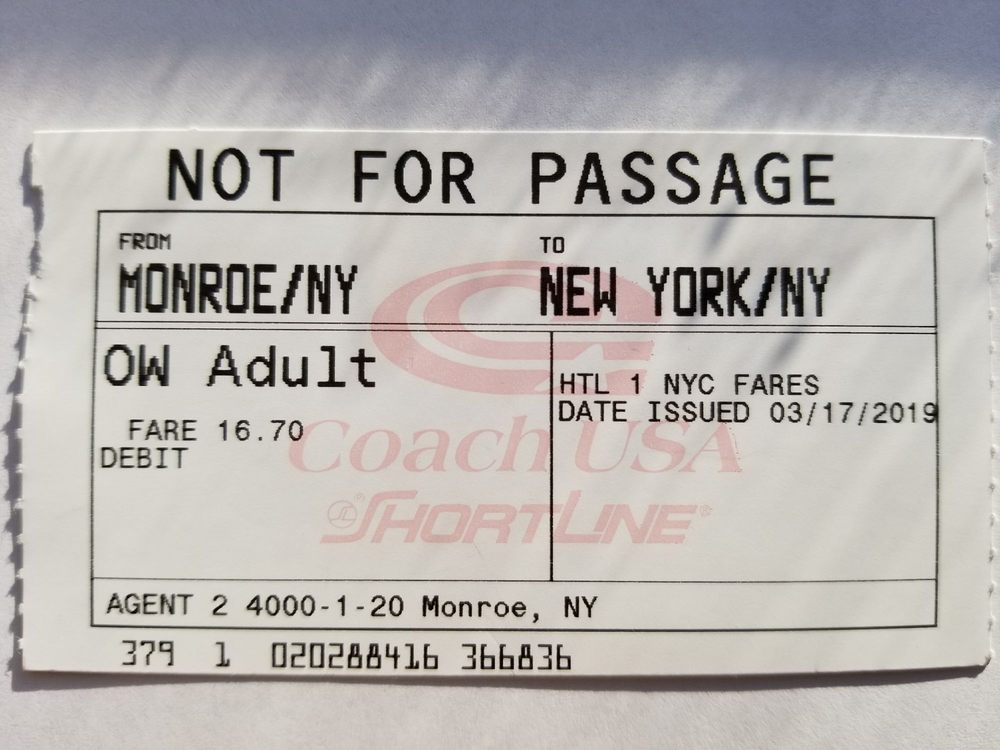 NOT FOR PASSAGE
FROM
TO
MONROE/NY
NEW YORK/NY
OW Adult
FARE 16.70
DEBIT
HTL 1 NYC FARES
DATE ISSUED 03/17/2019
Coach USA
SL® SHORTLINE®
AGENT 2 4000-1-20 Monroe, NY
379 1 020288416 366836